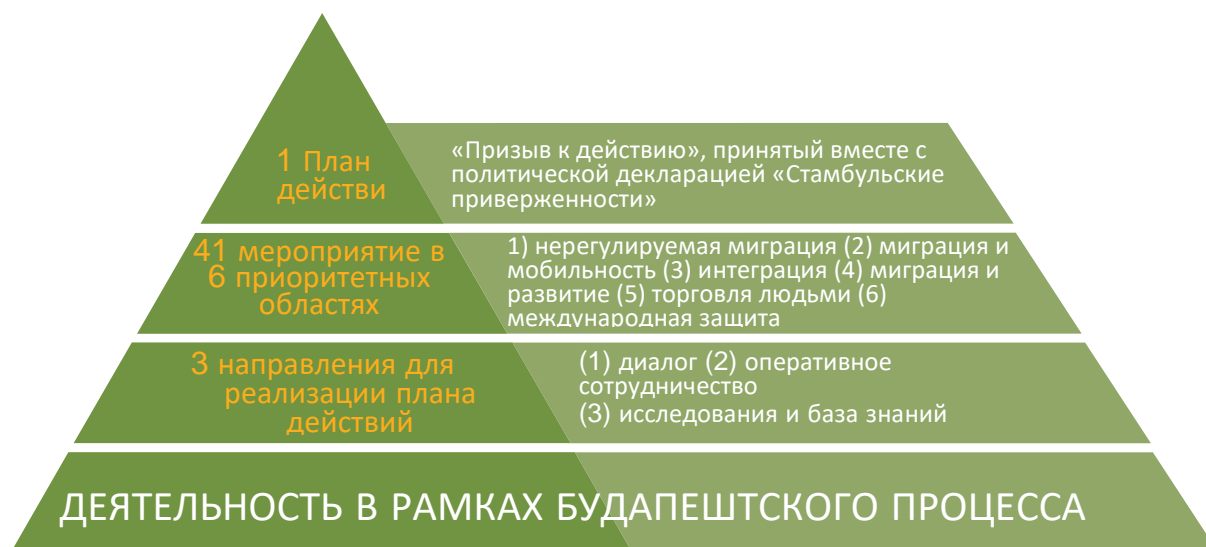 1 План
действи
«Призыв к действию», принятый вместе с
политической декларацией «Стамбульские
приверженности»
41 мероприятие в
6 приоритетных
областях
1) нерегулируемая миграция (2) миграция и
мобильность (3) интеграция (4) миграция и
развитие (5) торговля людьми (6)
международная защита
3 направления для
реализации плана
действий
(1) диалог (2) оперативное
сотрудничество
(3) исследования и база знаний
ДЕЯТЕЛЬНОСТЬ В РАМКАХ БУДАПЕШТСКОГО ПРОЦЕССА